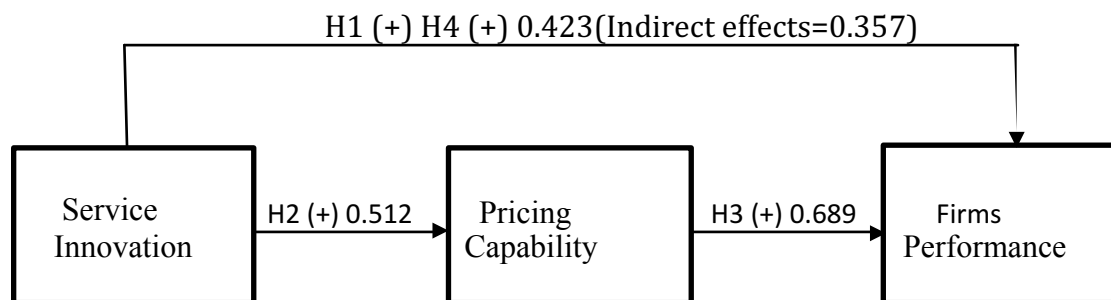 H1 (+) H4 (+) 0.423(Indirect effects=0.357)
Service
Innovation
H2 (+) 0.512
Pricing
Capability
H3 (+) 0.689
Firms
Performance